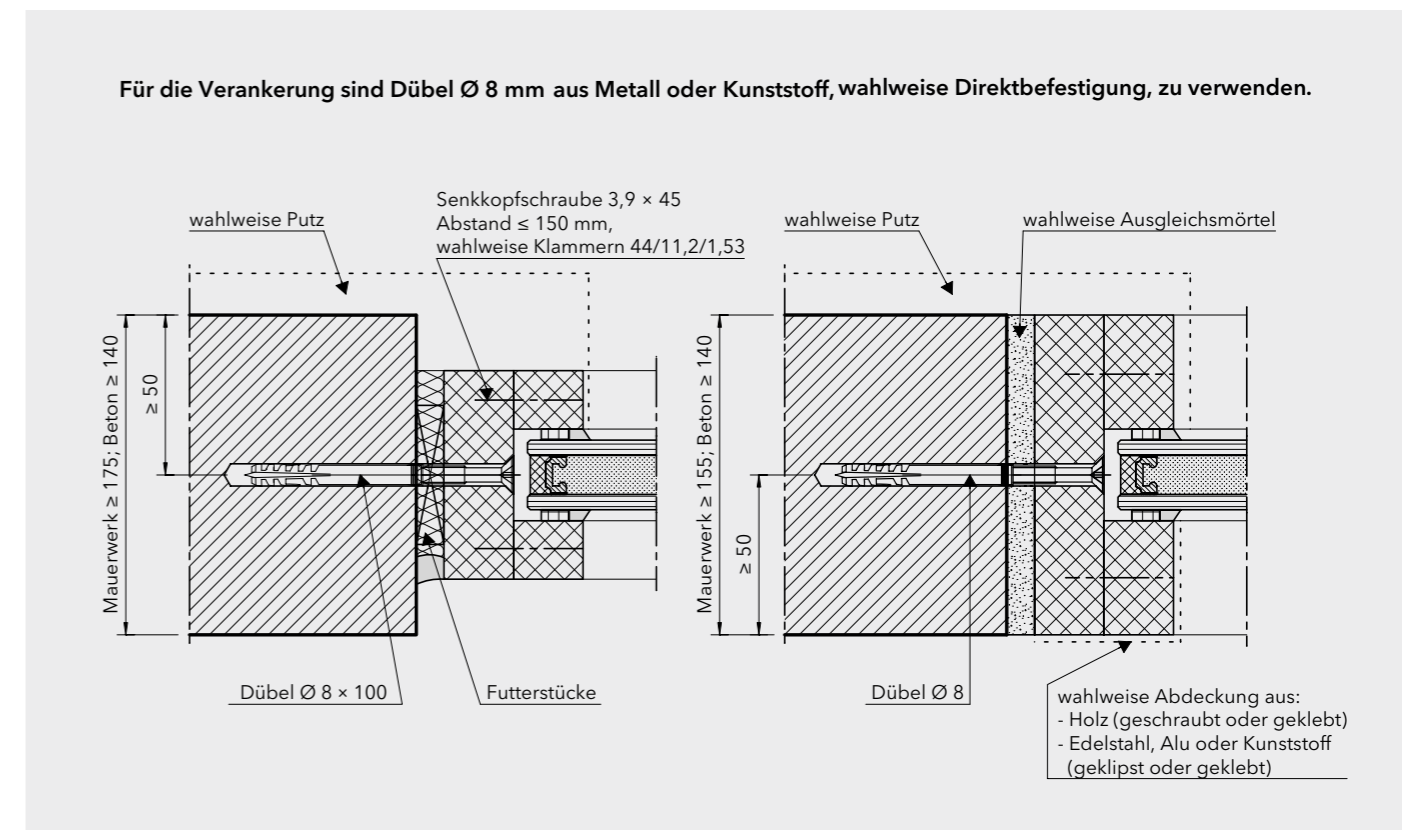 Für die Verankerung sind Dübel Ø 8 mm aus Metall oder Kunststoff, wahlweise Direktbefestigung, zu verwenden.
wahlweise Putz
Senkkopfschraube 3,9 × 45
Abstand ≤ 150 mm,
wahlweise Klammern 44/11,2/1,53
Mauerwerk ≥ 175; Beton ≥ 140
≥ 50
Dübel Ø 8 × 100
Futterstücke
wahlweise Putz
wahlweise Ausgleichsmörtel
Mauerwerk ≥ 155; Beton ≥ 140
≥ 50
Dübel Ø 8
wahlweise Abdeckung aus:
- Holz (geschraubt oder geklebt)
- Edelstahl, Alu oder Kunststoff
(geklipst oder geklebt)